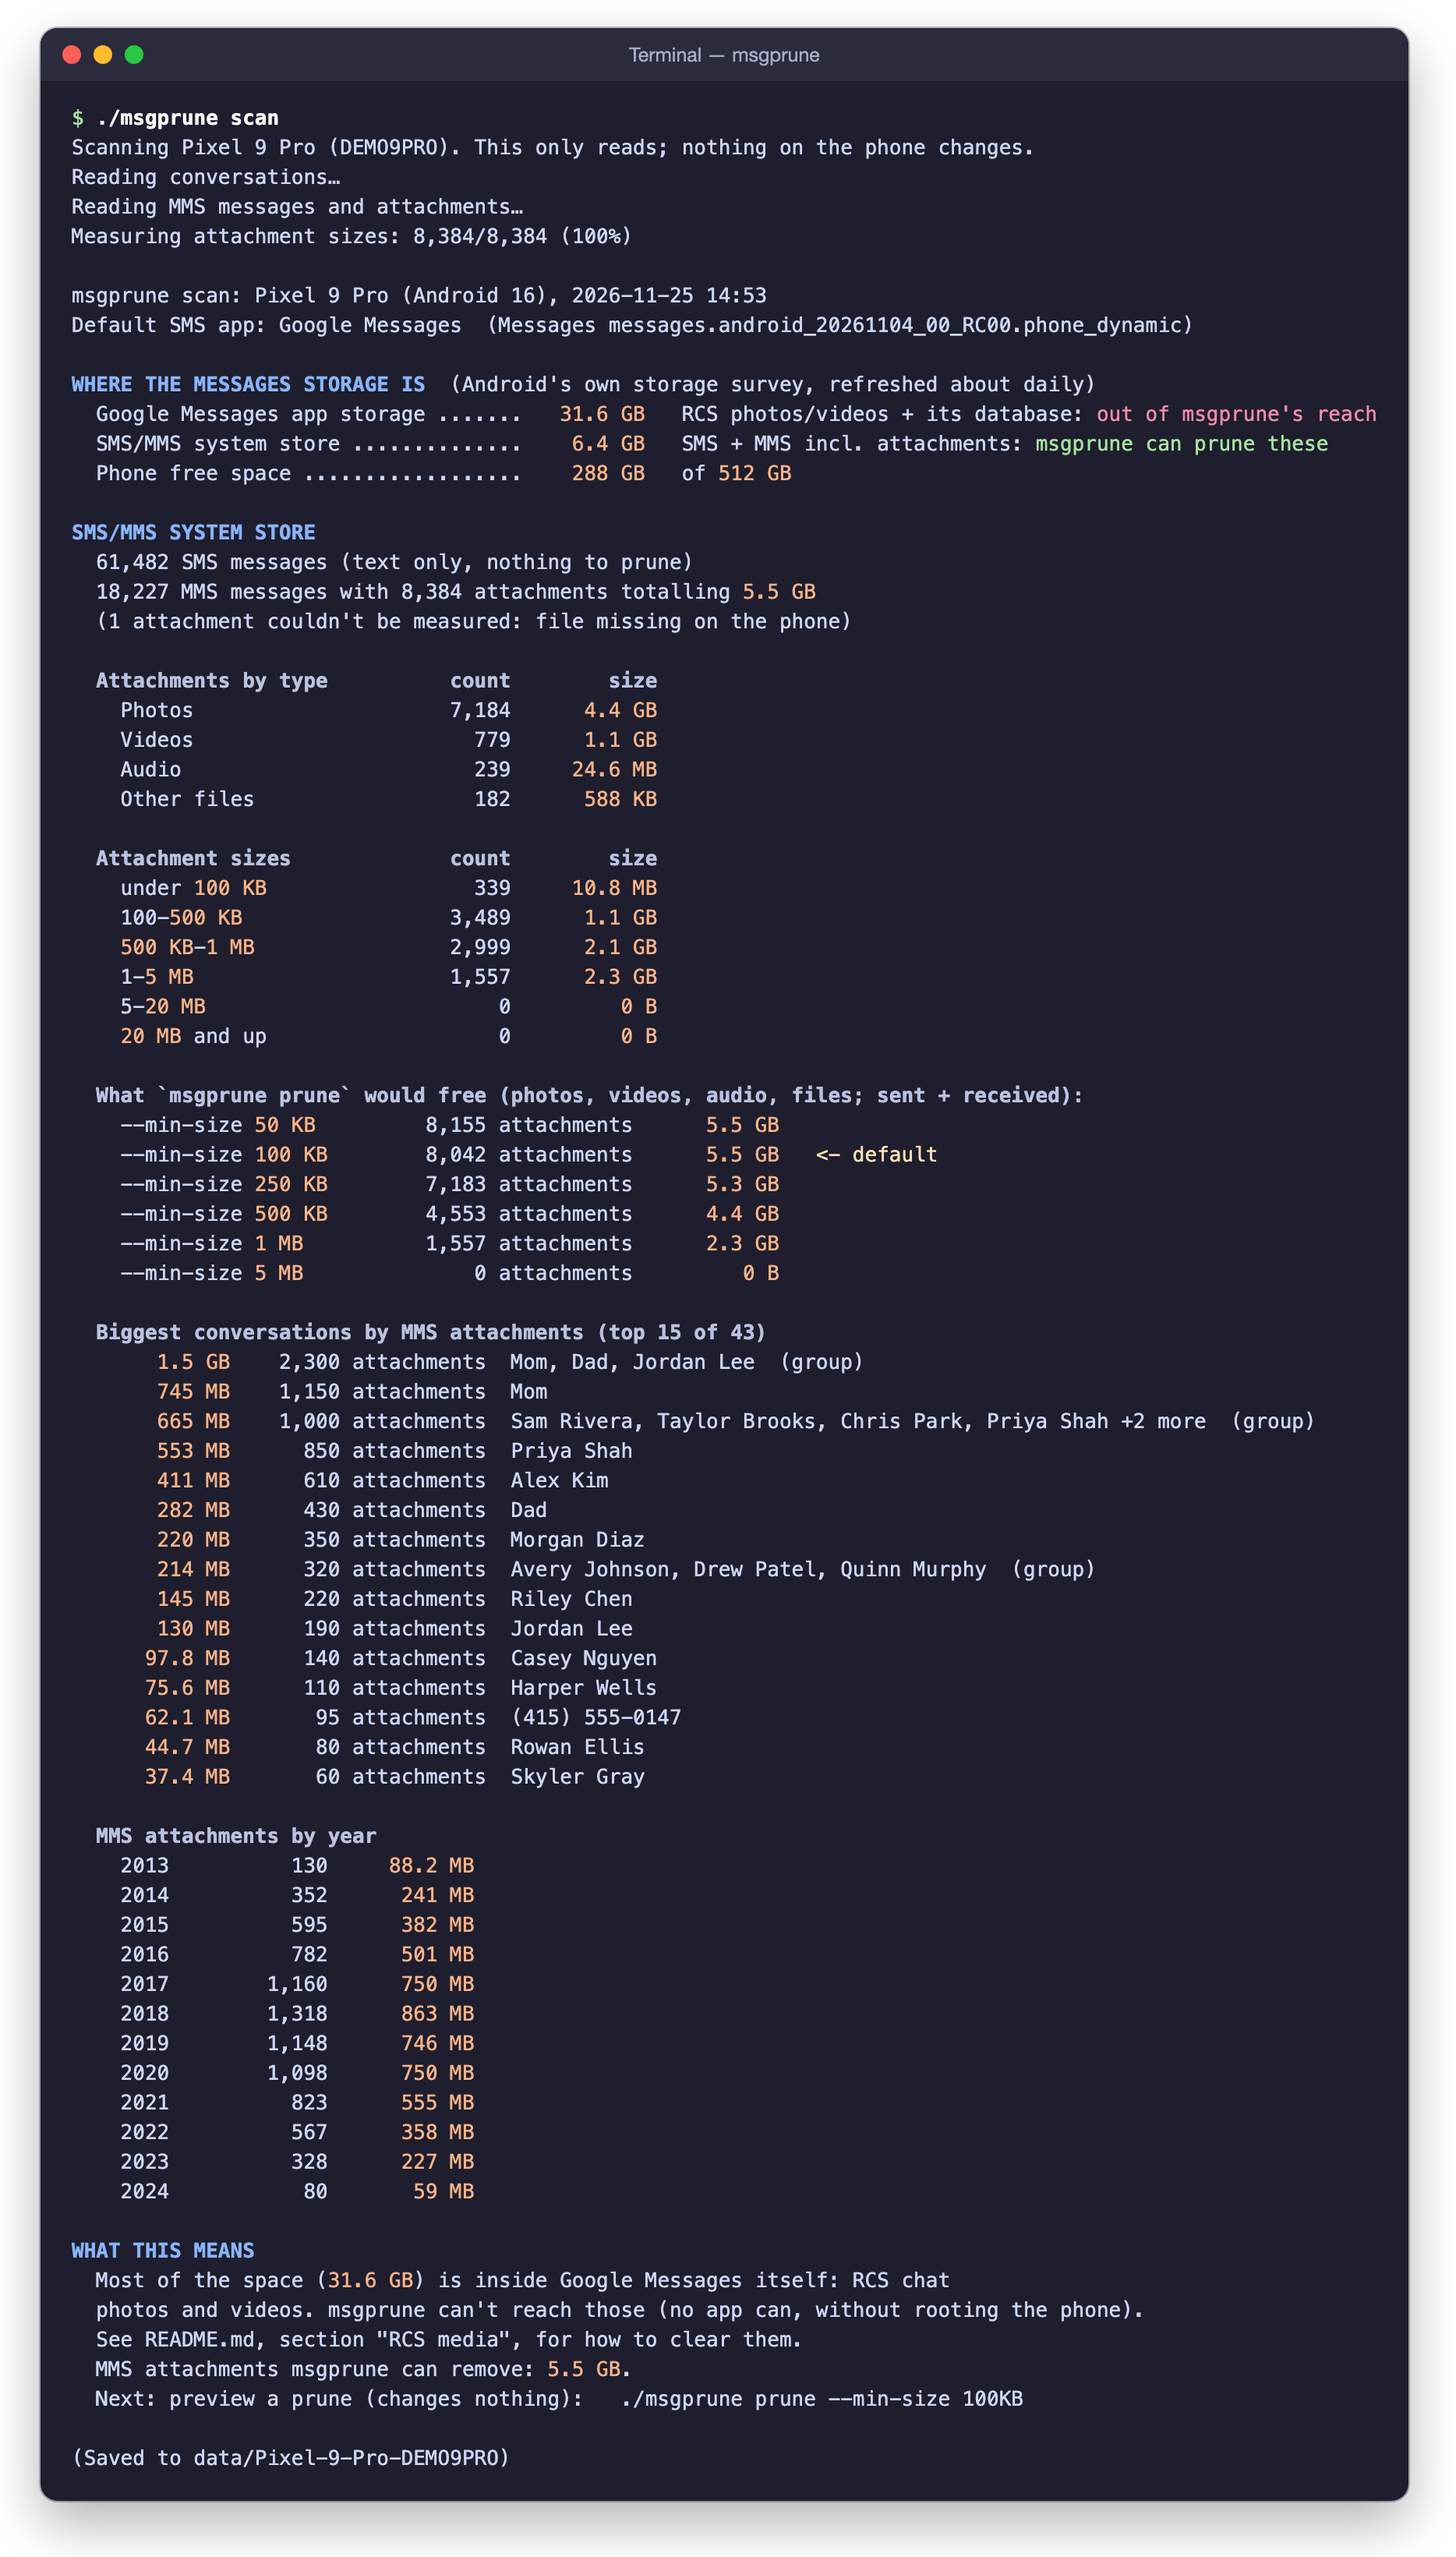 Terminal — msgprune
$ ./msgprune scan
Scanning Pixel 9 Pro (DEMO9PRO). This only reads; nothing on the phone changes.
Reading conversations…
Reading MMS messages and attachments…
Measuring attachment sizes: 8,384/8,384 (100%)
msgprune scan: Pixel 9 Pro (Android 16), 2026-11-25 14:53
Default SMS app: Google Messages  (Messages messages.android_20261104_00_RC00.phone_dynamic)
WHERE THE MESSAGES STORAGE IS  (Android's own storage survey, refreshed about daily)
Google Messages app storage .......   31.6 GB   RCS photos/videos + its database: out of msgprune's reach
SMS/MMS system store ..............    6.4 GB   SMS + MMS incl. attachments: msgprune can prune these
Phone free space ..................    288 GB   of 512 GB
SMS/MMS SYSTEM STORE
61,482 SMS messages (text only, nothing to prune)
18,227 MMS messages with 8,384 attachments totalling 5.5 GB
(1 attachment couldn't be measured: file missing on the phone)
Attachments by type          count        size
Photos                     7,184      4.4 GB
Videos                       779      1.1 GB
Audio                        239     24.6 MB
Other files                  182      588 KB
Attachment sizes             count        size
under 100 KB                 339     10.8 MB
100-500 KB                 3,489      1.1 GB
500 KB-1 MB                2,999      2.1 GB
1-5 MB                     1,557      2.3 GB
5-20 MB                        0         0 B
20 MB and up                   0         0 B
What `msgprune prune` would free (photos, videos, audio, files; sent + received):
--min-size 50 KB         8,155 attachments      5.5 GB
--min-size 100 KB        8,042 attachments      5.5 GB   <- default
--min-size 250 KB        7,183 attachments      5.3 GB
--min-size 500 KB        4,553 attachments      4.4 GB
--min-size 1 MB          1,557 attachments      2.3 GB
--min-size 5 MB              0 attachments         0 B
Biggest conversations by MMS attachments (top 15 of 43)
1.5 GB    2,300 attachments  Mom, Dad, Jordan Lee  (group)
745 MB    1,150 attachments  Mom
665 MB    1,000 attachments  Sam Rivera, Taylor Brooks, Chris Park, Priya Shah +2 more  (group)
553 MB      850 attachments  Priya Shah
411 MB      610 attachments  Alex Kim
282 MB      430 attachments  Dad
220 MB      350 attachments  Morgan Diaz
214 MB      320 attachments  Avery Johnson, Drew Patel, Quinn Murphy  (group)
145 MB      220 attachments  Riley Chen
130 MB      190 attachments  Jordan Lee
97.8 MB      140 attachments  Casey Nguyen
75.6 MB      110 attachments  Harper Wells
62.1 MB       95 attachments  (415) 555-0147
44.7 MB       80 attachments  Rowan Ellis
37.4 MB       60 attachments  Skyler Gray
MMS attachments by year
2013          130     88.2 MB
2014          352      241 MB
2015          595      382 MB
2016          782      501 MB
2017        1,160      750 MB
2018        1,318      863 MB
2019        1,148      746 MB
2020        1,098      750 MB
2021          823      555 MB
2022          567      358 MB
2023          328      227 MB
2024           80       59 MB
WHAT THIS MEANS
Most of the space (31.6 GB) is inside Google Messages itself: RCS chat
photos and videos. msgprune can't reach those (no app can, without rooting the phone).
See README.md, section "RCS media", for how to clear them.
MMS attachments msgprune can remove: 5.5 GB.
Next: preview a prune (changes nothing):   ./msgprune prune --min-size 100KB
(Saved to data/Pixel-9-Pro-DEMO9PRO)